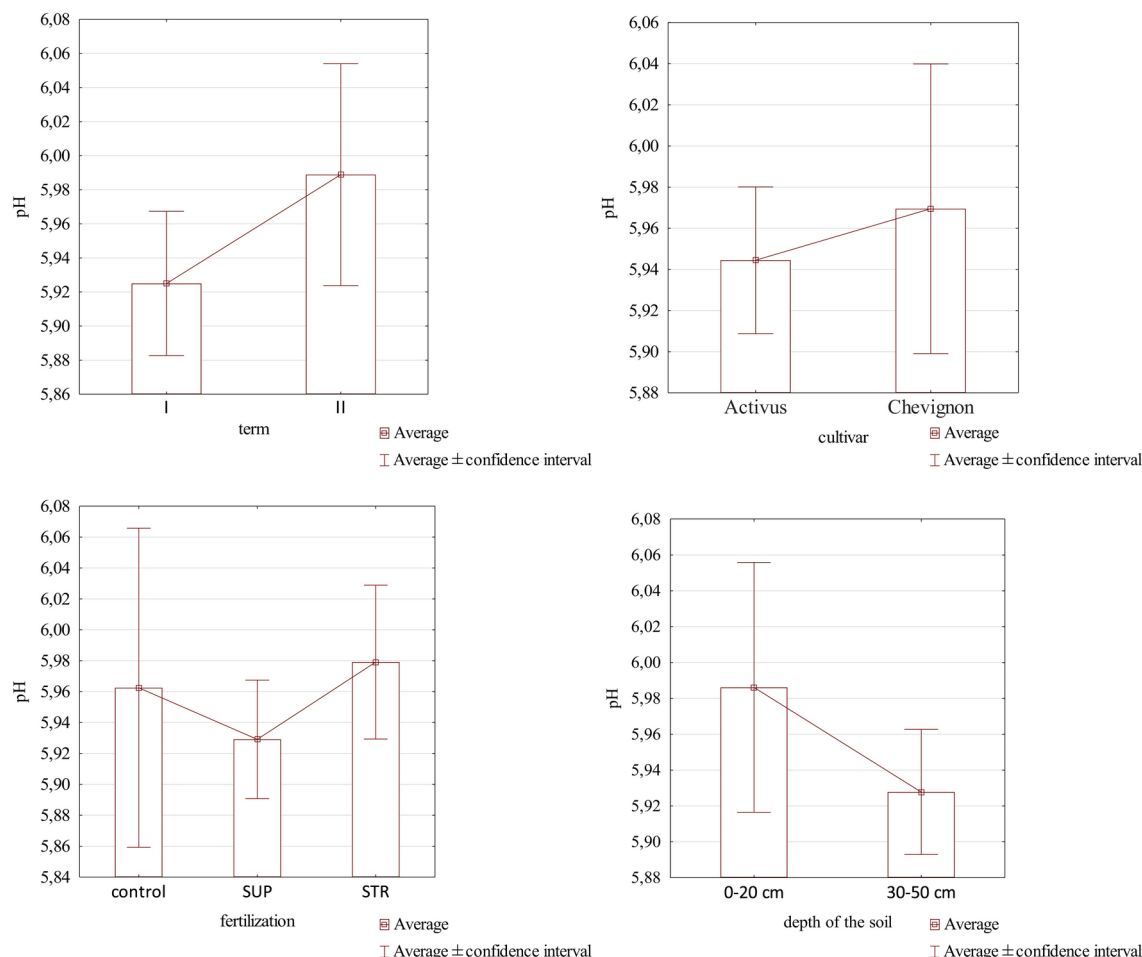 6,08
6,06
6,04
6,02
6,00
5,98
5,96
5,94
5,92
5,90
5,88
5,86
pH
I II
term
Average
Average ± confidence interval
6,06
6,04
6,02
6,00
5,98
5,96
5,94
5,92
5,90
5,88
pH
Activus Chevignon
cultivar
Average
Average ± confidence interval
6,08
6,06
6,04
6,02
6,00
5,98
5,96
5,94
5,92
5,90
5,88
5,86
5,84
pH
control SUP STR
fertilization
Average
Average ± confidence interval
6,08
6,06
6,04
6,02
6,00
5,98
5,96
5,94
5,92
5,90
5,88
pH
0-20 cm 30-50 cm
depth of the soil
Average
Average ± confidence interval